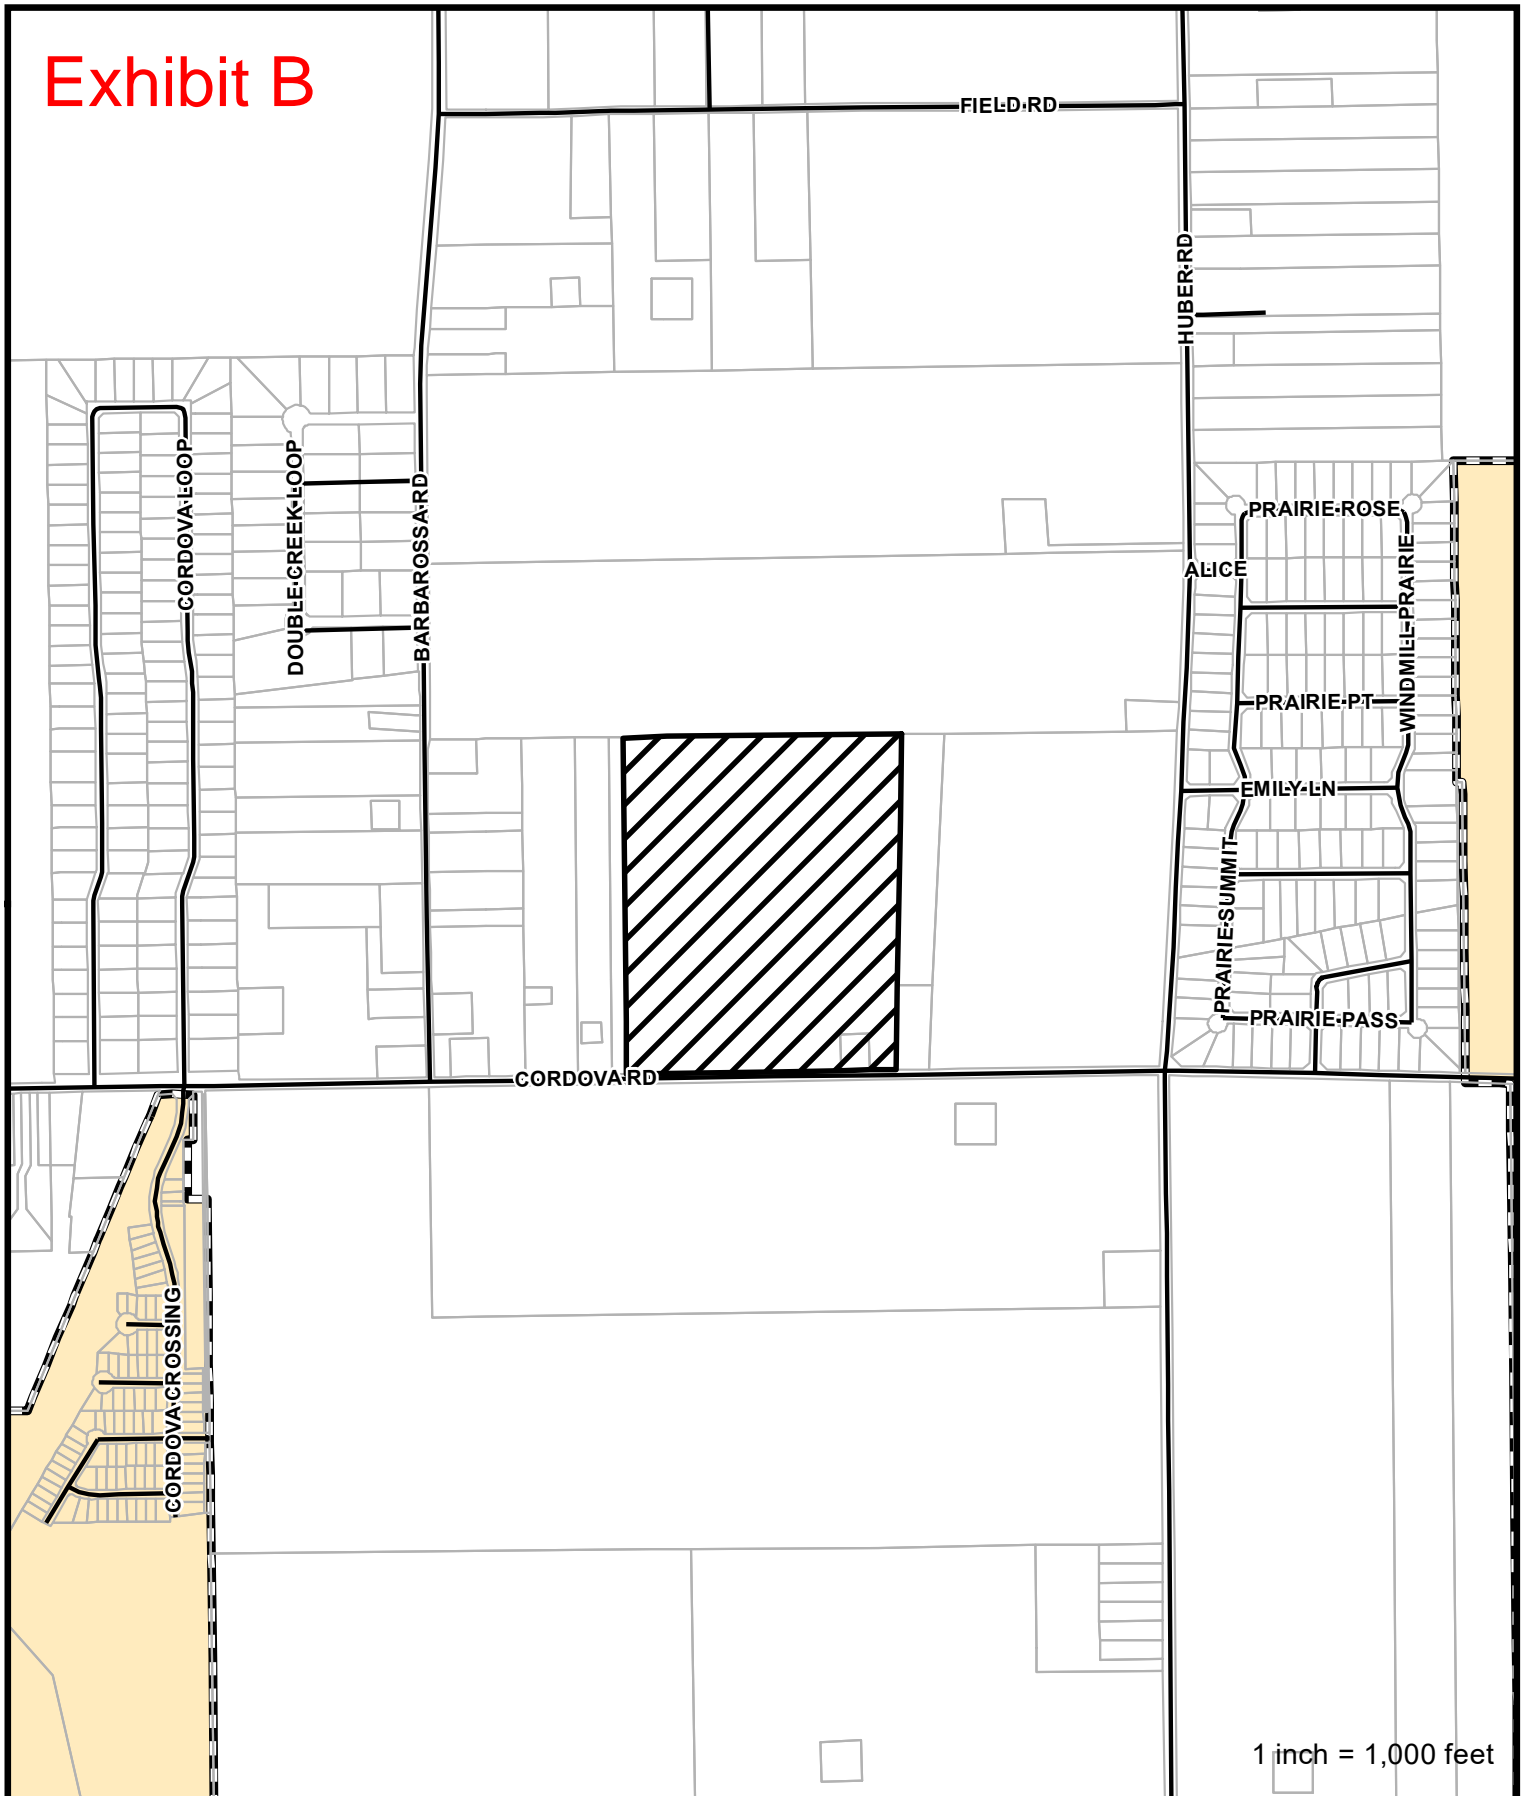 Exhibit B
FIELD RD
HUBER RD
CORDOVA LOOP
DOUBLE CREEK LOOP
BARBAROSSA RD
PRAIRIE ROSE
ALICE
WINDMILL PRAIRIE
PRAIRIE PT
EMILY LN
PRAIRIE SUMMIT
PRAIRIE PASS
CORDOVA RD
CORDOVA CROSSING
1 inch = 1,000 feet